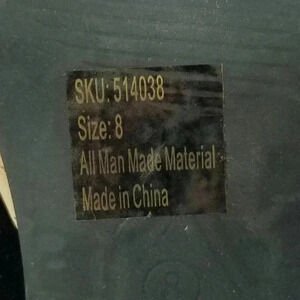 SKU: 514038
Size: 8
All Man Made Material
Made in China